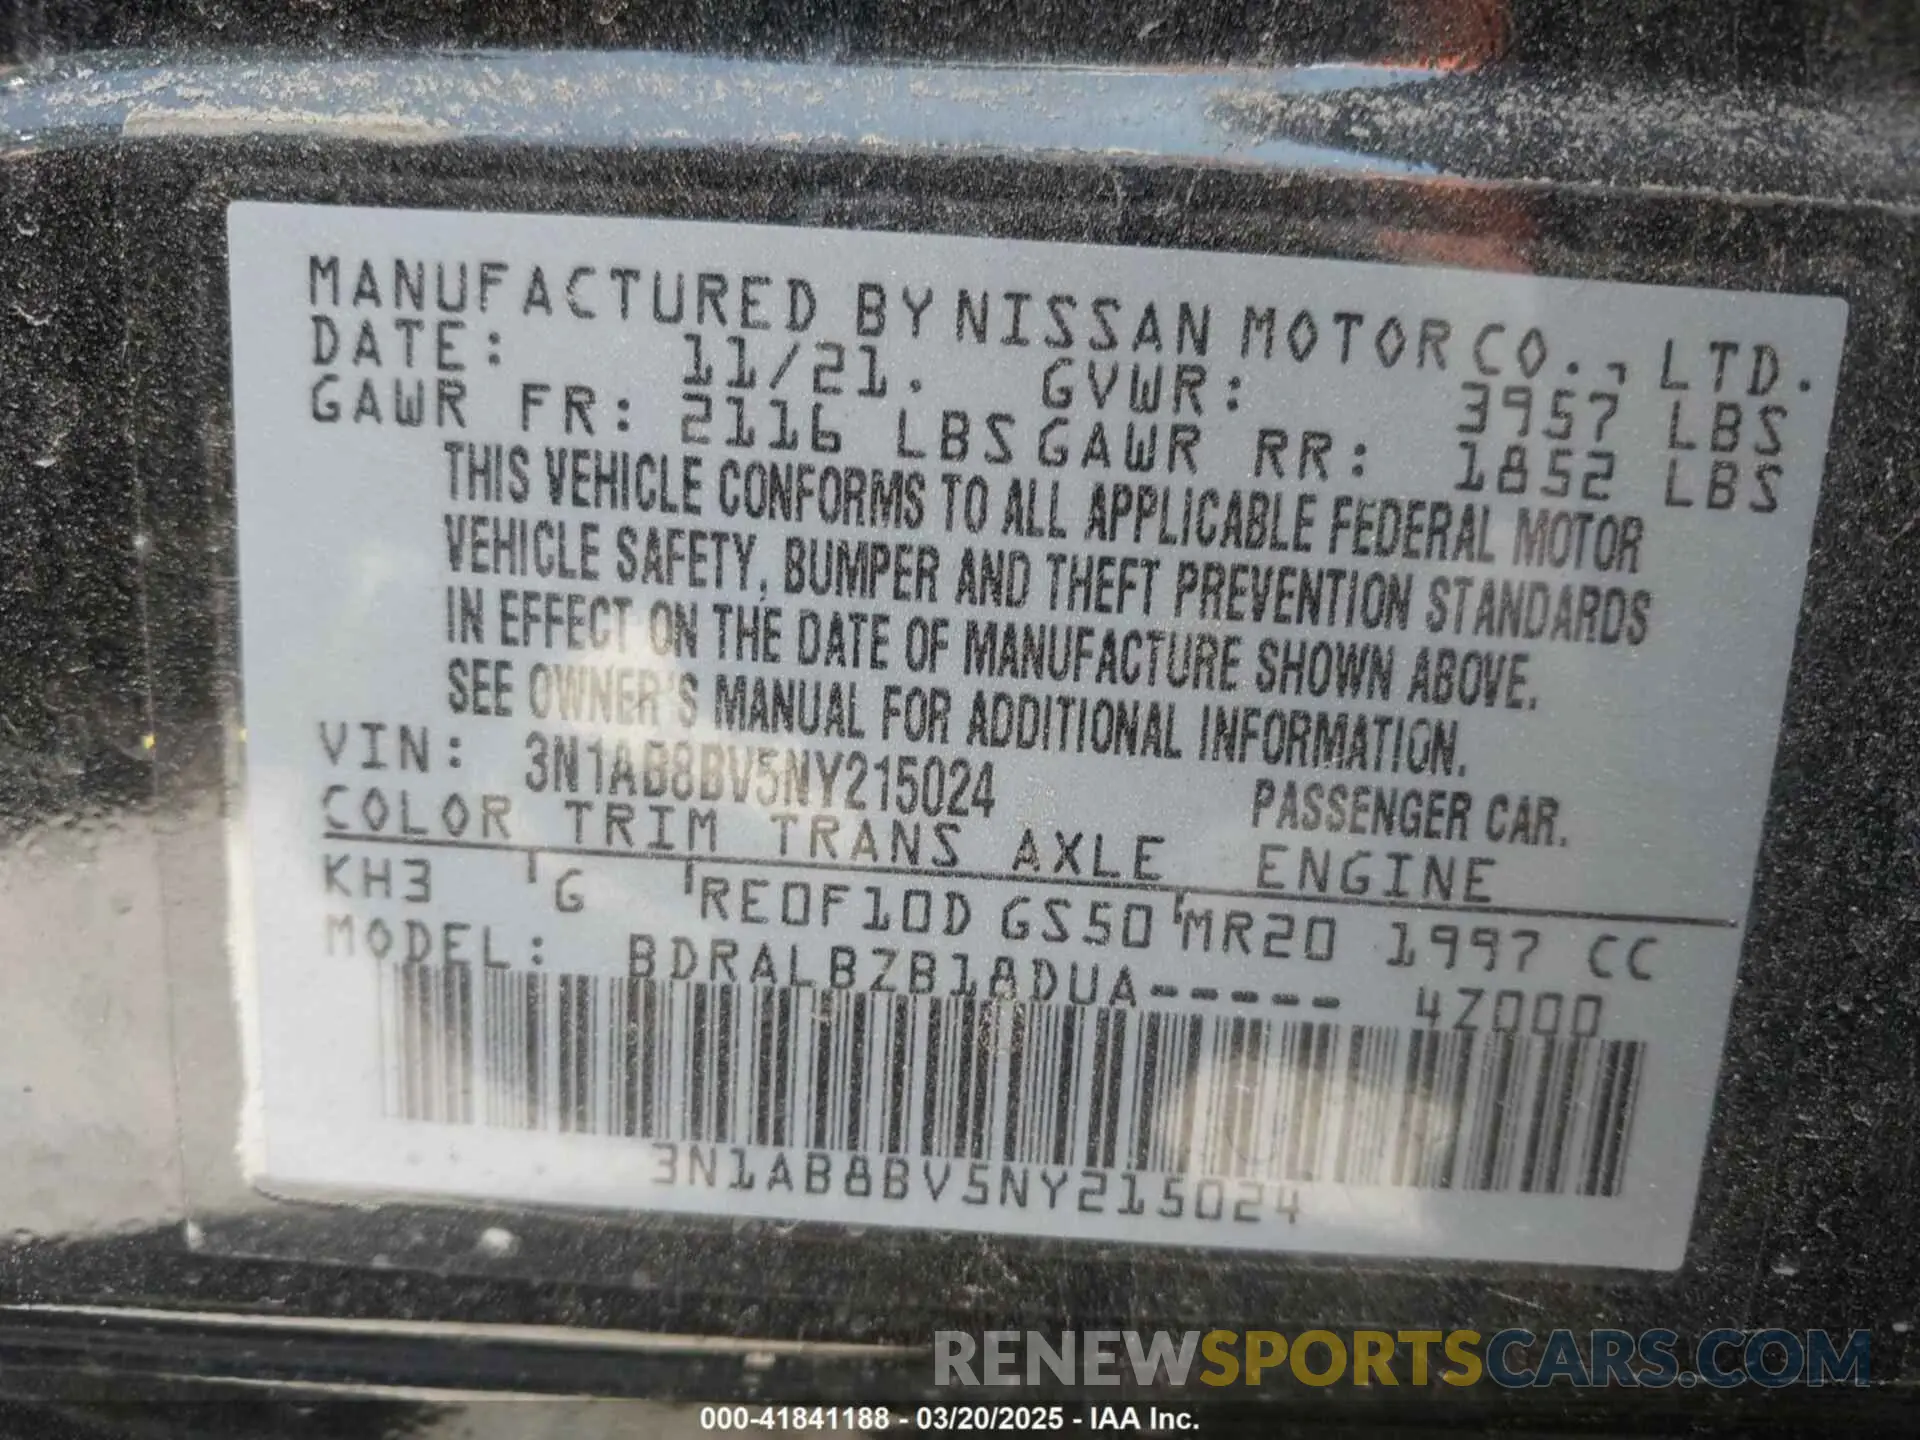 MANUFACTURED BY NISSAN MOTOR CO., LTD.
DATE: 11/21. GVWR: 3957 LBS
GAWR FR: 2116 LBS GAWR RR: 1852 LBS
THIS VEHICLE CONFORMS TO ALL APPLICABLE FEDERAL MOTOR
VEHICLE SAFETY, BUMPER AND THEFT PREVENTION STANDARDS
IN EFFECT ON THE DATE OF MANUFACTURE SHOWN ABOVE.
SEE OWNER'S MANUAL FOR ADDITIONAL INFORMATION.
VIN: 3N1AB8BV5NY215024 PASSENGER CAR.
COLOR TRIM TRANS AXLE ENGINE
KH3 G RE0F10D GS50 MR20 1997 CC
MODEL: BDRALBZB18DUA----- 4Z000
3N1AB8BV5NY215024
RENEWSPORTSCARS.COM
000-41841188 - 03/20/2025 - IAA Inc.